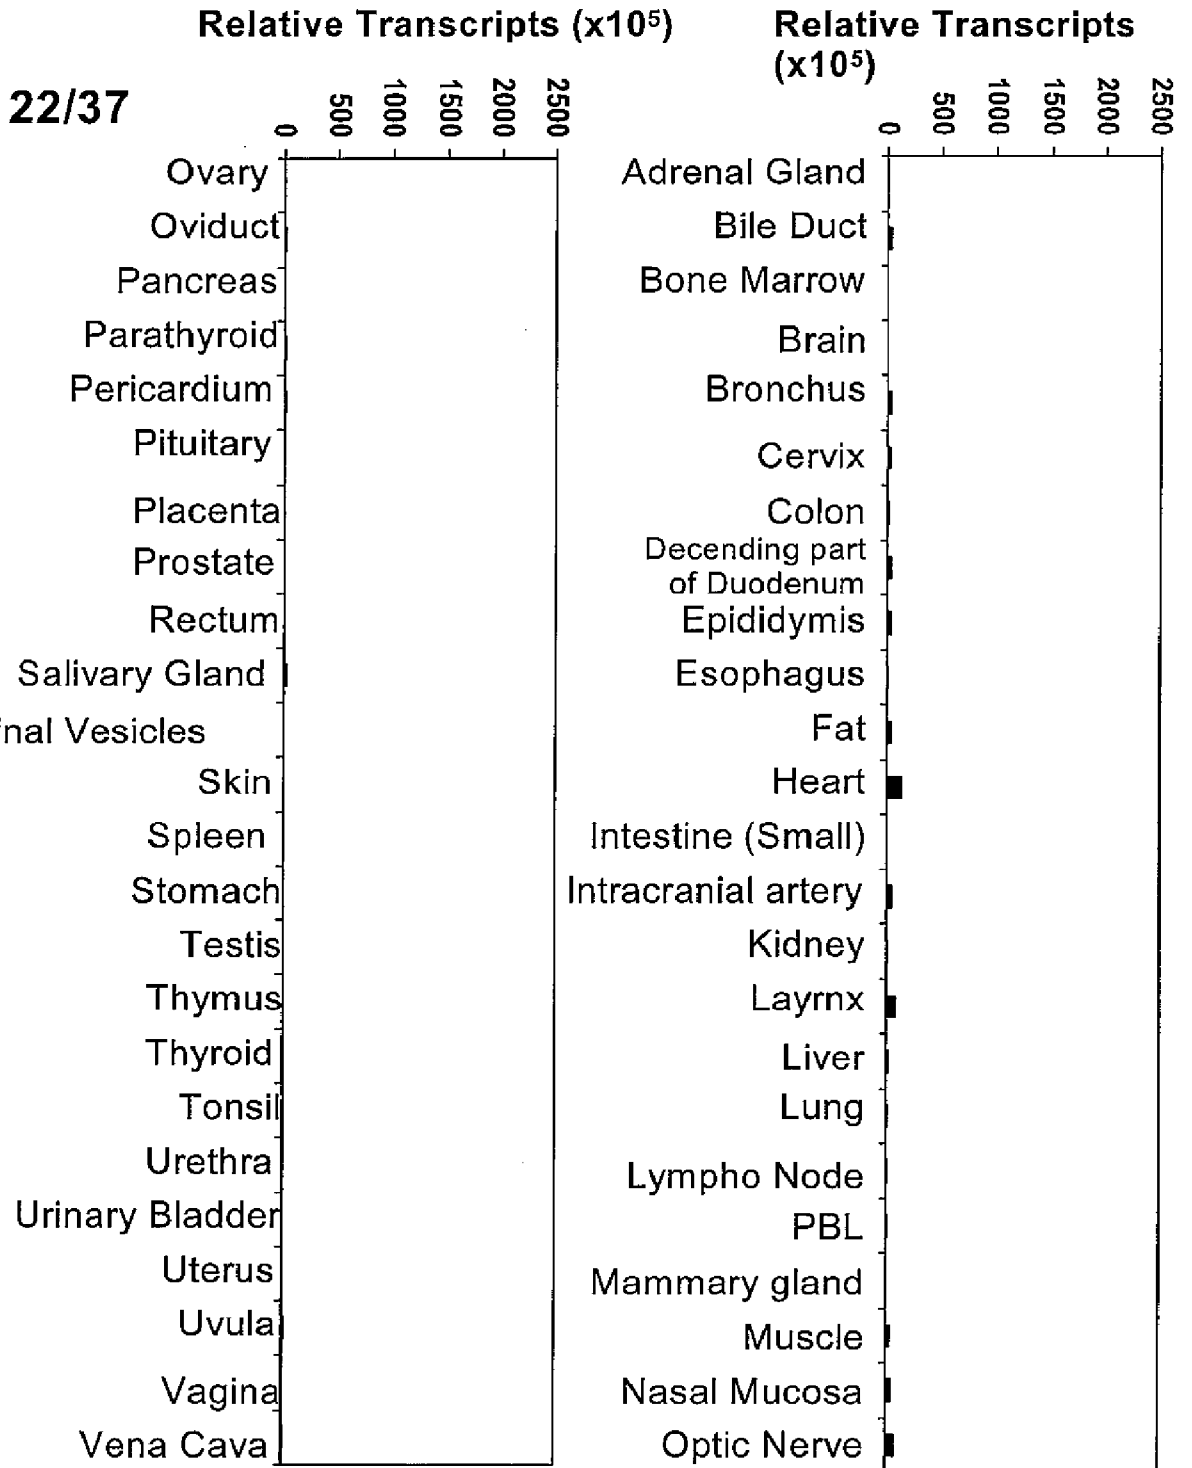 Relative Transcripts (x10⁵)
22/37
0
500
1000
1500
2000
2500
Ovary
Oviduct
Pancreas
Parathyroid
Pericardium
Pituitary
Placenta
Prostate
Rectum
Salivary Gland
nal Vesicles
Skin
Spleen
Stomach
Testis
Thymus
Thyroid
Tonsil
Urethra
Urinary Bladder
Uterus
Uvula
Vagina
Vena Cava
Relative Transcripts
(x10⁵)
0
500
1000
1500
2000
2500
Adrenal Gland
Bile Duct
Bone Marrow
Brain
Bronchus
Cervix
Colon
Decending part
of Duodenum
Epididymis
Esophagus
Fat
Heart
Intestine (Small)
Intracranial artery
Kidney
Layrnx
Liver
Lung
Lympho Node
PBL
Mammary gland
Muscle
Nasal Mucosa
Optic Nerve